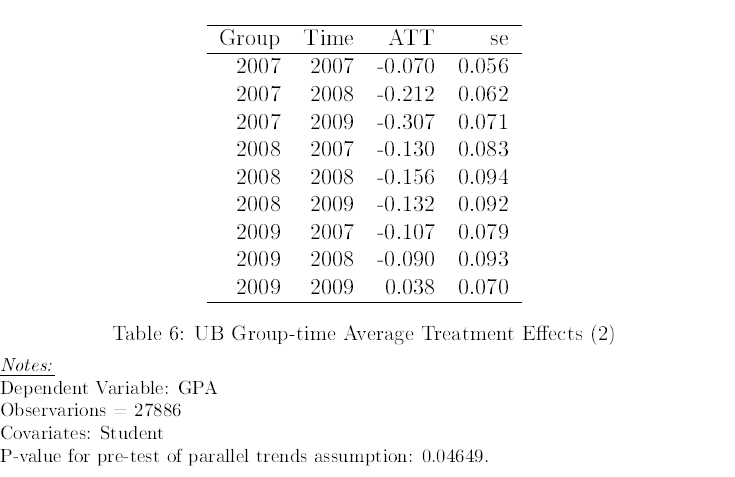 Group Time ATT se
2007 2007 -0.070 0.056
2007 2008 -0.212 0.062
2007 2009 -0.307 0.071
2008 2007 -0.130 0.083
2008 2008 -0.156 0.094
2008 2009 -0.132 0.092
2009 2007 -0.107 0.079
2009 2008 -0.090 0.093
2009 2009 0.038 0.070
Table 6: UB Group-time Average Treatment Effects (2)
Notes:
Dependent Variable: GPA
Observarions = 27886
Covariates: Student
P-value for pre-test of parallel trends assumption: 0.04649.